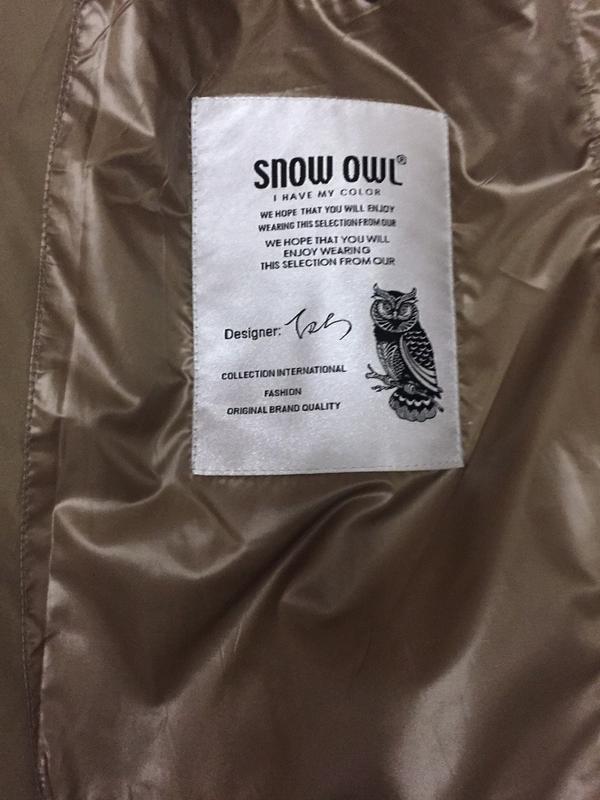 SNOW OWL®
I HAVE MY COLOR
WE HOPE THAT YOU WILL ENJOY
WEARING THIS SELECTION FROM OUR
WE HOPE THAT YOU WILL
ENJOY WEARING
THIS SELECTION FROM OUR
Designer:
COLLECTION INTERNATIONAL
FASHION
ORIGINAL BRAND QUALITY